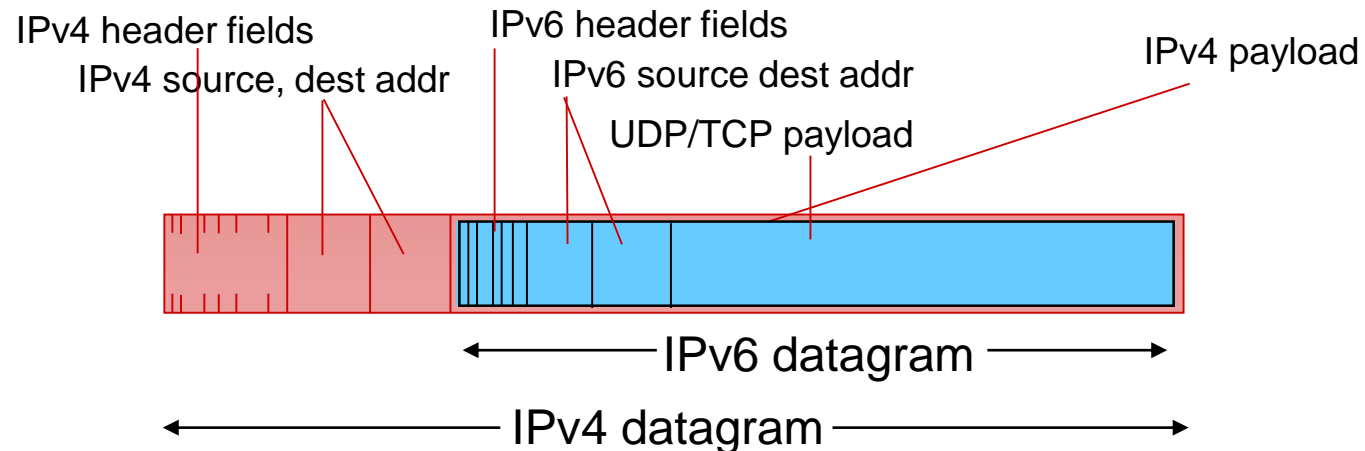 IPv4 header fields
IPv6 header fields
IPv4 payload
IPv4 source, dest addr
IPv6 source dest addr
UDP/TCP payload
IPv6 datagram
IPv4 datagram